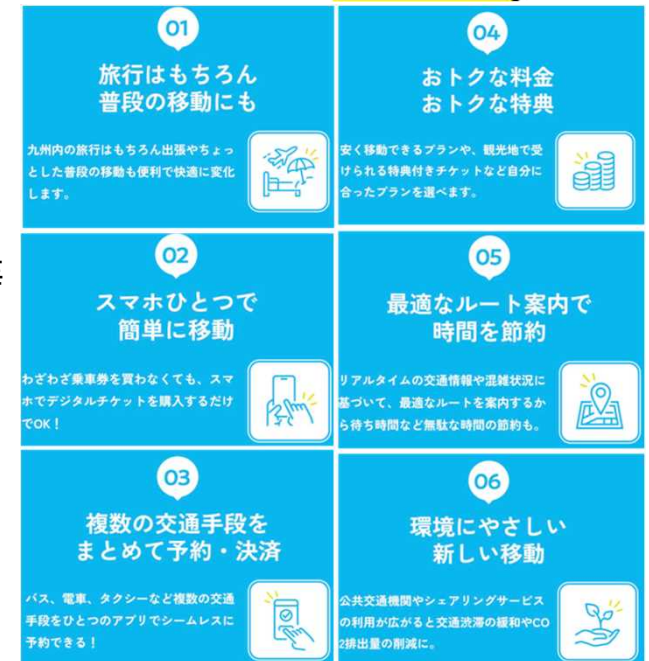 01
旅行はもちろん
普段の移動にも
九州内の旅行はもちろん出張やちょっ
とした普段の移動も便利で快適に変化
します。
02
スマホひとつで
簡単に移動
わざわざ乗車券を買わなくても、スマ
ホでデジタルチケットを購入するだけ
でOK！
03
複数の交通手段を
まとめて予約・決済
バス、電車、タクシーなど複数の交通
手段をひとつのアプリでシームレスに
予約できる！
04
おトクな料金
おトクな特典
安く移動できるプランや、観光地で受
けられる特典付きチケットなど自分に
合ったプランを選べます。
05
最適なルート案内で
時間を節約
リアルタイムの交通情報や混雑状況に
基づいて、最適なルートを案内するか
ら待ち時間など無駄な時間の節約も。
06
環境にやさしい
新しい移動
公共交通機関やシェアリングサービス
の利用が広がると交通渋滞の緩和やCO
2排出量の削減に。